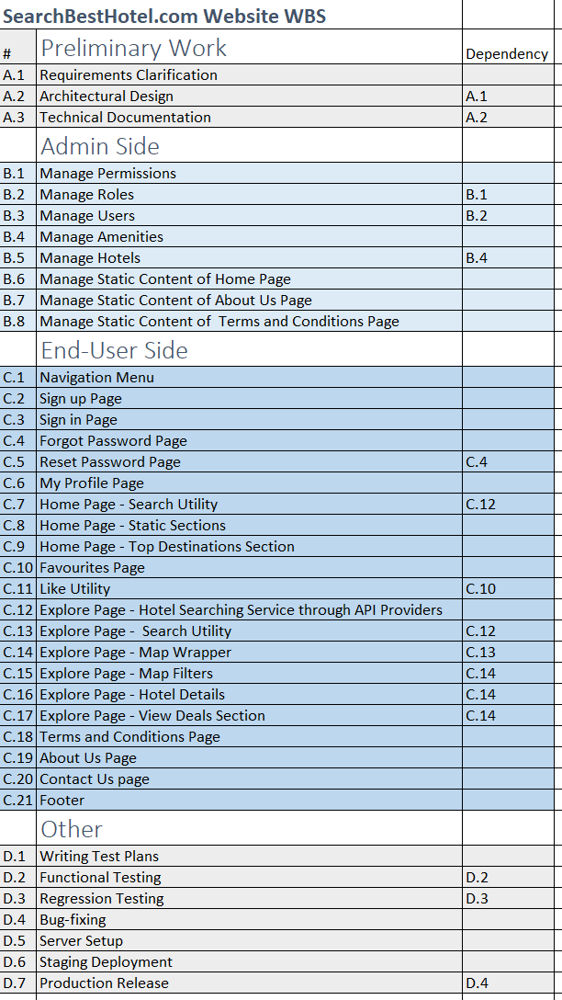 SearchBestHotel.com Website WBS
# Preliminary Work Dependency
A.1 Requirements Clarification
A.2 Architectural Design A.1
A.3 Technical Documentation A.2
Admin Side
B.1 Manage Permissions
B.2 Manage Roles B.1
B.3 Manage Users B.2
B.4 Manage Amenities
B.5 Manage Hotels B.4
B.6 Manage Static Content of Home Page
B.7 Manage Static Content of About Us Page
B.8 Manage Static Content of  Terms and Conditions Page
End-User Side
C.1 Navigation Menu
C.2 Sign up Page
C.3 Sign in Page
C.4 Forgot Password Page
C.5 Reset Password Page C.4
C.6 My Profile Page
C.7 Home Page - Search Utility C.12
C.8 Home Page - Static Sections
C.9 Home Page - Top Destinations Section
C.10 Favourites Page
C.11 Like Utility C.10
C.12 Explore Page - Hotel Searching Service through API Providers
C.13 Explore Page -  Search Utility C.12
C.14 Explore Page - Map Wrapper C.13
C.15 Explore Page - Map Filters C.14
C.16 Explore Page - Hotel Details C.14
C.17 Explore Page - View Deals Section C.14
C.18 Terms and Conditions Page
C.19 About Us Page
C.20 Contact Us page
C.21 Footer
Other
D.1 Writing Test Plans
D.2 Functional Testing D.2
D.3 Regression Testing D.3
D.4 Bug-fixing
D.5 Server Setup
D.6 Staging Deployment
D.7 Production Release D.4